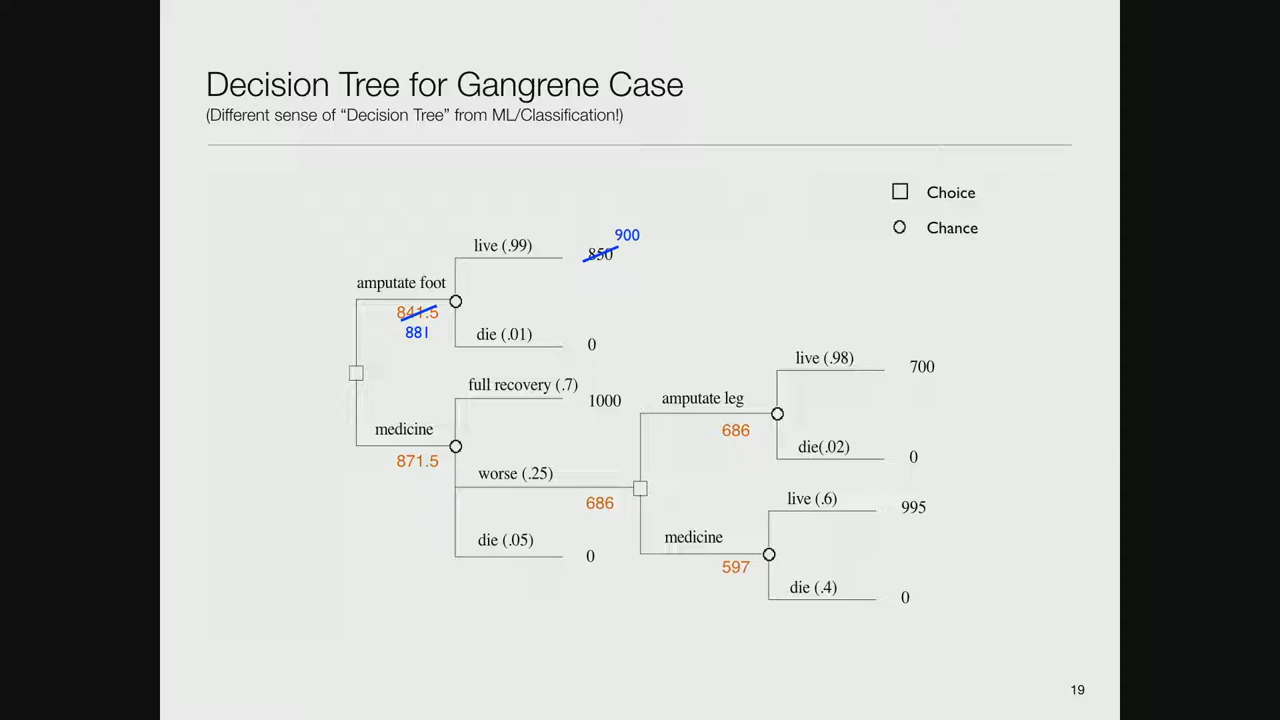 Decision Tree for Gangrene Case
(Different sense of “Decision Tree” from ML/Classification!)
Choice
Chance
live (.99)
850
900
amputate foot
841.5
881
die (.01)
0
full recovery (.7)
1000
medicine
871.5
worse (.25)
686
die (.05)
0
amputate leg
686
live (.98)
700
die(.02)
0
medicine
597
live (.6)
995
die (.4)
0
19